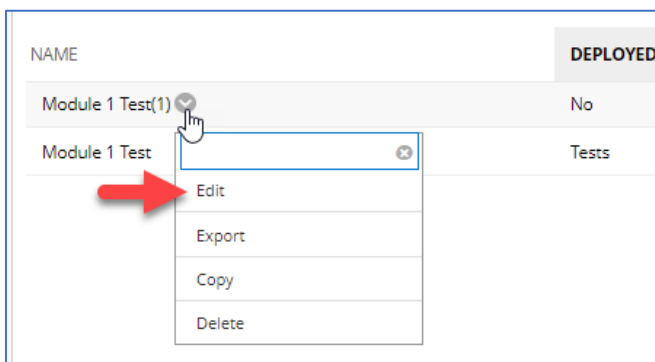 NAME DEPLOYED
Module 1 Test(1) No
Module 1 Test Tests
Edit
Export
Copy
Delete